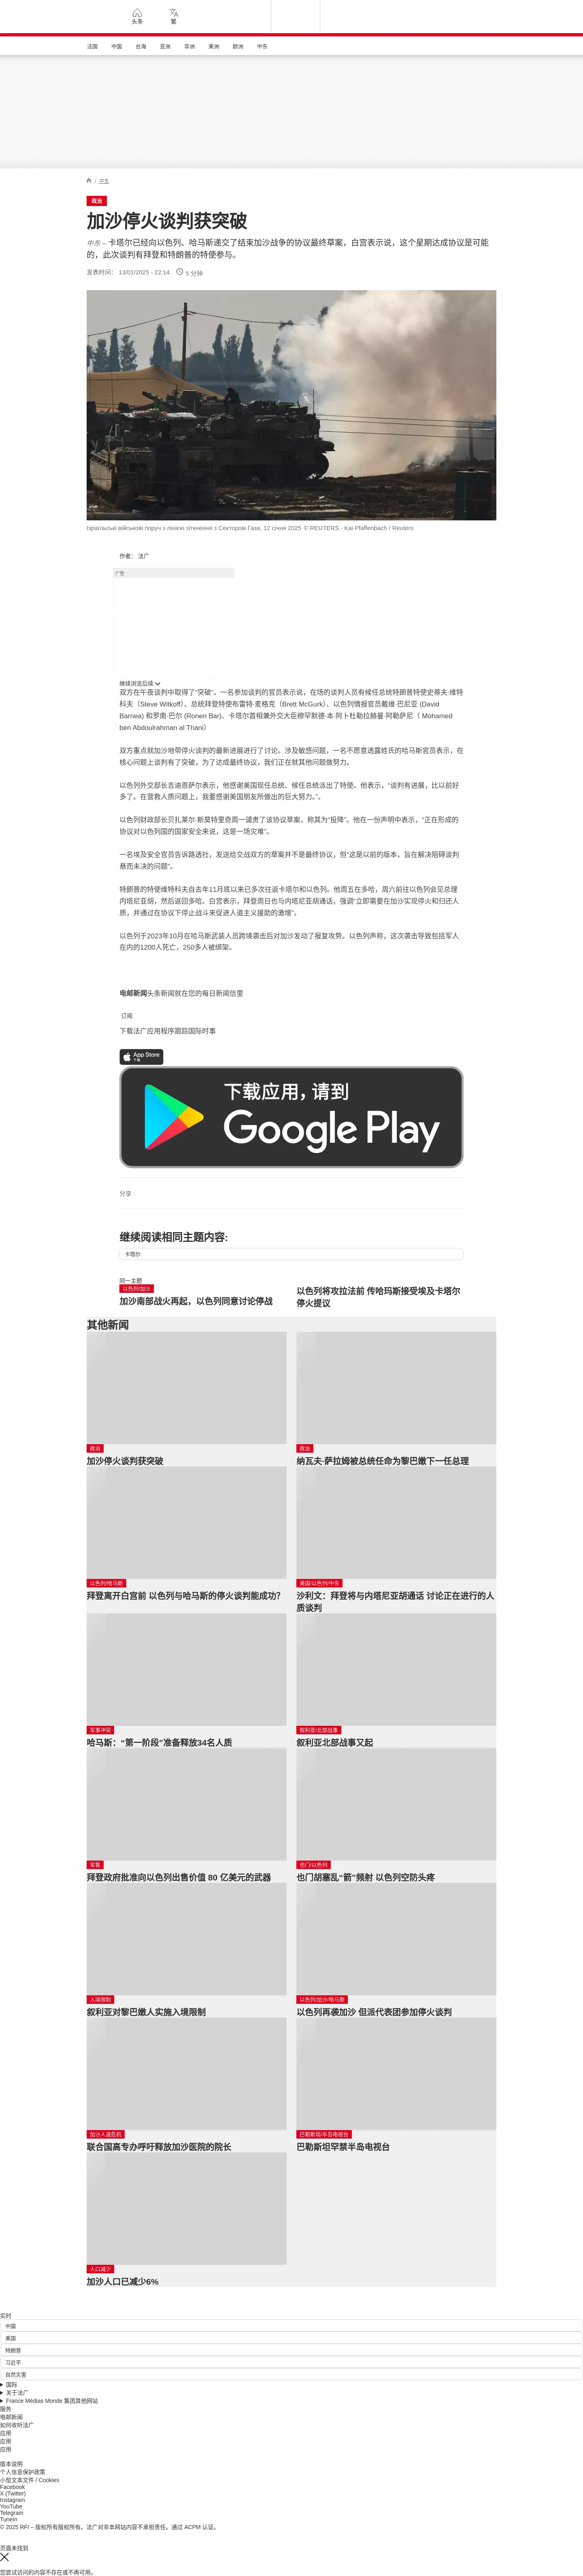 头条
繁
法国
中国
台海
亚洲
非洲
美洲
欧洲
中东
/ 中东
政治
加沙停火谈判获突破
中东 – 卡塔尔已经向以色列、哈马斯递交了结束加沙战争的协议最终草案，白宫表示说，这个星期达成协议是可能的，此次谈判有拜登和特朗普的特使参与。
发表时间： 13/01/2025 - 22:14
5 分钟
Ізраїльські військові поруч з лінією зіткнення з Сектором Гази, 12 січня 2025 © REUTERS - Kai Pfaffenbach / Reuters
作者： 法广
广告
继续浏览后续
双方在午夜谈判中取得了“突破”。一名参加谈判的官员表示说，在场的谈判人员有候任总统特朗普特使史蒂夫·维特
科夫（Steve Witkoff）、总统拜登特使布雷特·麦格克（Brett McGurk）、以色列情报官员戴维·巴尼亚 (David
Barnea) 和罗南·巴尔 (Ronen Bar)、卡塔尔首相兼外交大臣穆罕默德·本·阿卜杜勒拉赫曼·阿勒萨尼（ Mohamed
ben Abdoulrahman al Thani）
双方重点就加沙地带停火谈判的最新进展进行了讨论。涉及敏感问题，一名不愿意透露姓氏的哈马斯官员表示，在
核心问题上谈判有了突破，为了达成最终协议，我们正在就其他问题做努力。
以色列外交部长吉迪恩萨尔表示，他感谢美国现任总统、候任总统派出了特使。他表示，“谈判有进展，比以前好
多了。在营救人质问题上，我要感谢美国朋友所做出的巨大努力。”。
以色列财政部长贝扎莱尔·斯莫特里奇周一谴责了该协议草案，称其为“投降”。他在一份声明中表示，“正在形成的
协议对以色列国的国家安全来说，这是一场灾难”。
一名埃及安全官员告诉路透社，发送给交战双方的草案并不是最终协议，但“这是以前的版本，旨在解决阻碍谈判
悬而未决的问题”。
特朗普的特使维特科夫自去年11月底以来已多次往返卡塔尔和以色列。他周五在多哈，周六前往以色列会见总理
内塔尼亚胡，然后返回多哈。白宫表示，拜登周日也与内塔尼亚胡通话，强调“立即需要在加沙实现停火和归还人
质，并通过在协议下停止战斗来促进人道主义援助的激增”。
以色列于2023年10月在哈马斯武装人员跨境袭击后对加沙发动了报复攻势。以色列声称，这次袭击导致包括军人
在内的1200人死亡，250多人被绑架。
电邮新闻头条新闻就在您的每日新闻信里
订阅
下载法广应用程序跟踪国际时事
App Store
下载
下载应用，请到
Google Play
分享 :
继续阅读相同主题内容:
卡塔尔
同一主题
以色列/加沙
加沙南部战火再起，以色列同意讨论停战
以色列将攻拉法前 传哈玛斯接受埃及卡塔尔停火提议
其他新闻
政治
加沙停火谈判获突破
政治
纳瓦夫·萨拉姆被总统任命为黎巴嫩下一任总理
以色列/哈马斯
拜登离开白宫前 以色列与哈马斯的停火谈判能成功?
美国/以色列/中东
沙利文：拜登将与内塔尼亚胡通话 讨论正在进行的人质谈判
军事冲突
哈马斯：“第一阶段”准备释放34名人质
叙利亚/北部战事
叙利亚北部战事又起
军售
拜登政府批准向以色列出售价值 80 亿美元的武器
也门/以色列
也门胡塞乱“箭”频射 以色列空防头疼
入境管制
叙利亚对黎巴嫩人实施入境限制
以色列/加沙/哈马斯
以色列再袭加沙 但派代表团参加停火谈判
加沙人道危机
联合国高专办呼吁释放加沙医院的院长
巴勒斯坦/半岛电视台
巴勒斯坦罕禁半岛电视台
人口减少
加沙人口已减少6%
实时
中国
美国
特朗普
习近平
自然灾害
国际
关于法广
France Médias Monde 集团其他网站
服务
电邮新闻
如何收听法广
应用
应用
应用
版本说明
个人信息保护政策
小型文本文件 / Cookies
Facebook
X (Twitter)
Instagram
YouTube
Telegram
TuneIn
© 2025 RFI – 版权所有版权所有。法广对非本网站内容不承担责任。通过 ACPM 认证。
页面未找到
您尝试访问的内容不存在或不再可用。